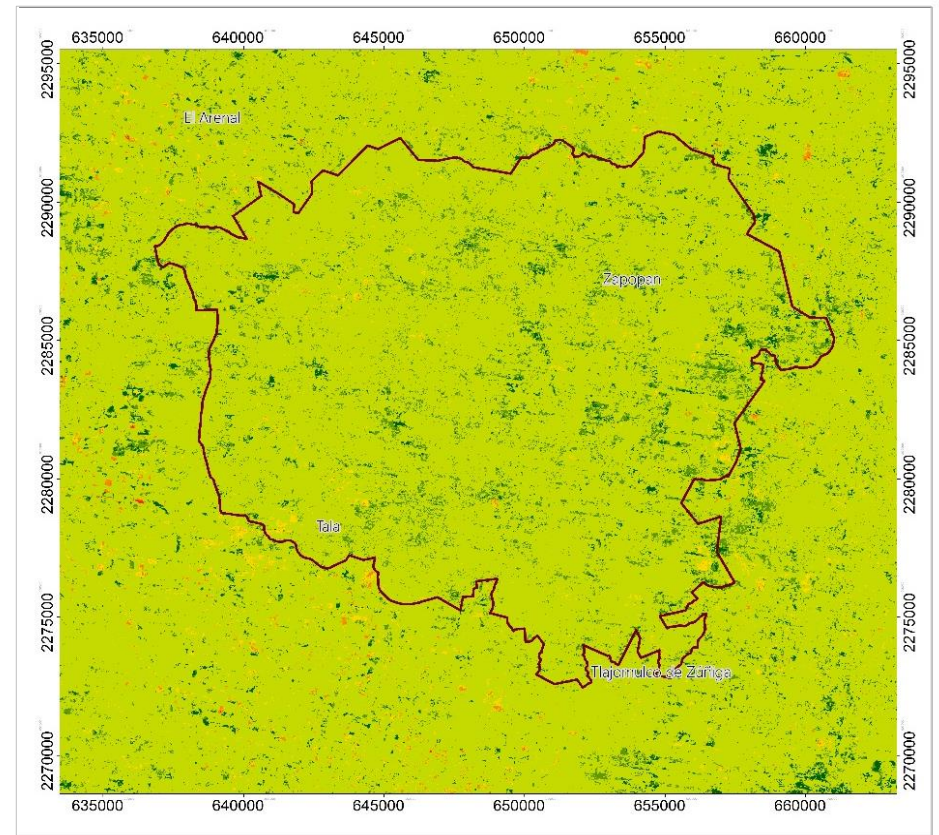 635000 640000 645000 650000 655000 660000
2295000 2295000
El Arenal
2290000 2290000
Zapopan
2285000 2285000
2280000 2280000
Tala
2275000 2275000
Tlajomulco de Zúñiga
2270000 2270000
635000 640000 645000 650000 655000 660000